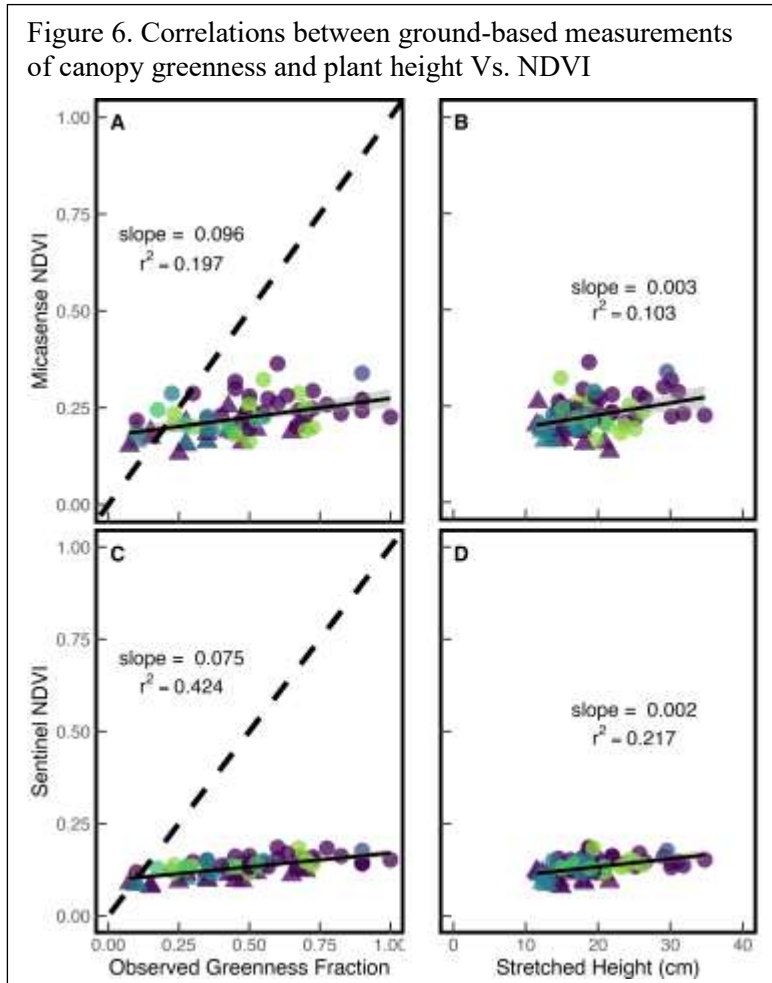 Figure 6. Correlations between ground-based measurements
of canopy greenness and plant height Vs. NDVI
A
B
1.00
0.75
0.50
0.25
0.00
Micasense NDVI
slope = 0.096
r² = 0.197
slope = 0.003
r² = 0.103
C
D
1.00
0.75
0.50
0.25
0.00
Sentinel NDVI
slope = 0.075
r² = 0.424
slope = 0.002
r² = 0.217
0.00 0.25 0.50 0.75 1.0
0 10 20 30 40
Observed Greenness Fraction
Stretched Height (cm)